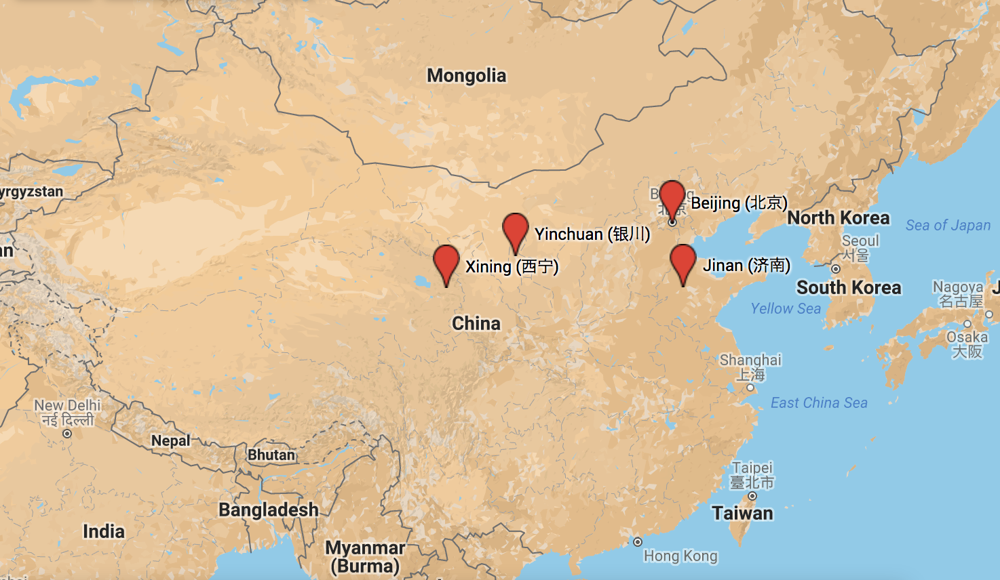 Mongolia
yrgyzstan
Beijing (北京)
North Korea
Sea of Japan
Yinchuan (银川)
Seoul
서울
an
Xining (西宁)
Jinan (济南)
South Korea
Nagoya
名古屋
J
Yellow Sea
China
Osaka
大阪
Shanghai
上海
New Delhi
नई दिल्ली
East China Sea
Nepal
Bhutan
Taipei
臺北市
Bangladesh
Taiwan
India
Myanmar
(Burma)
Hong Kong